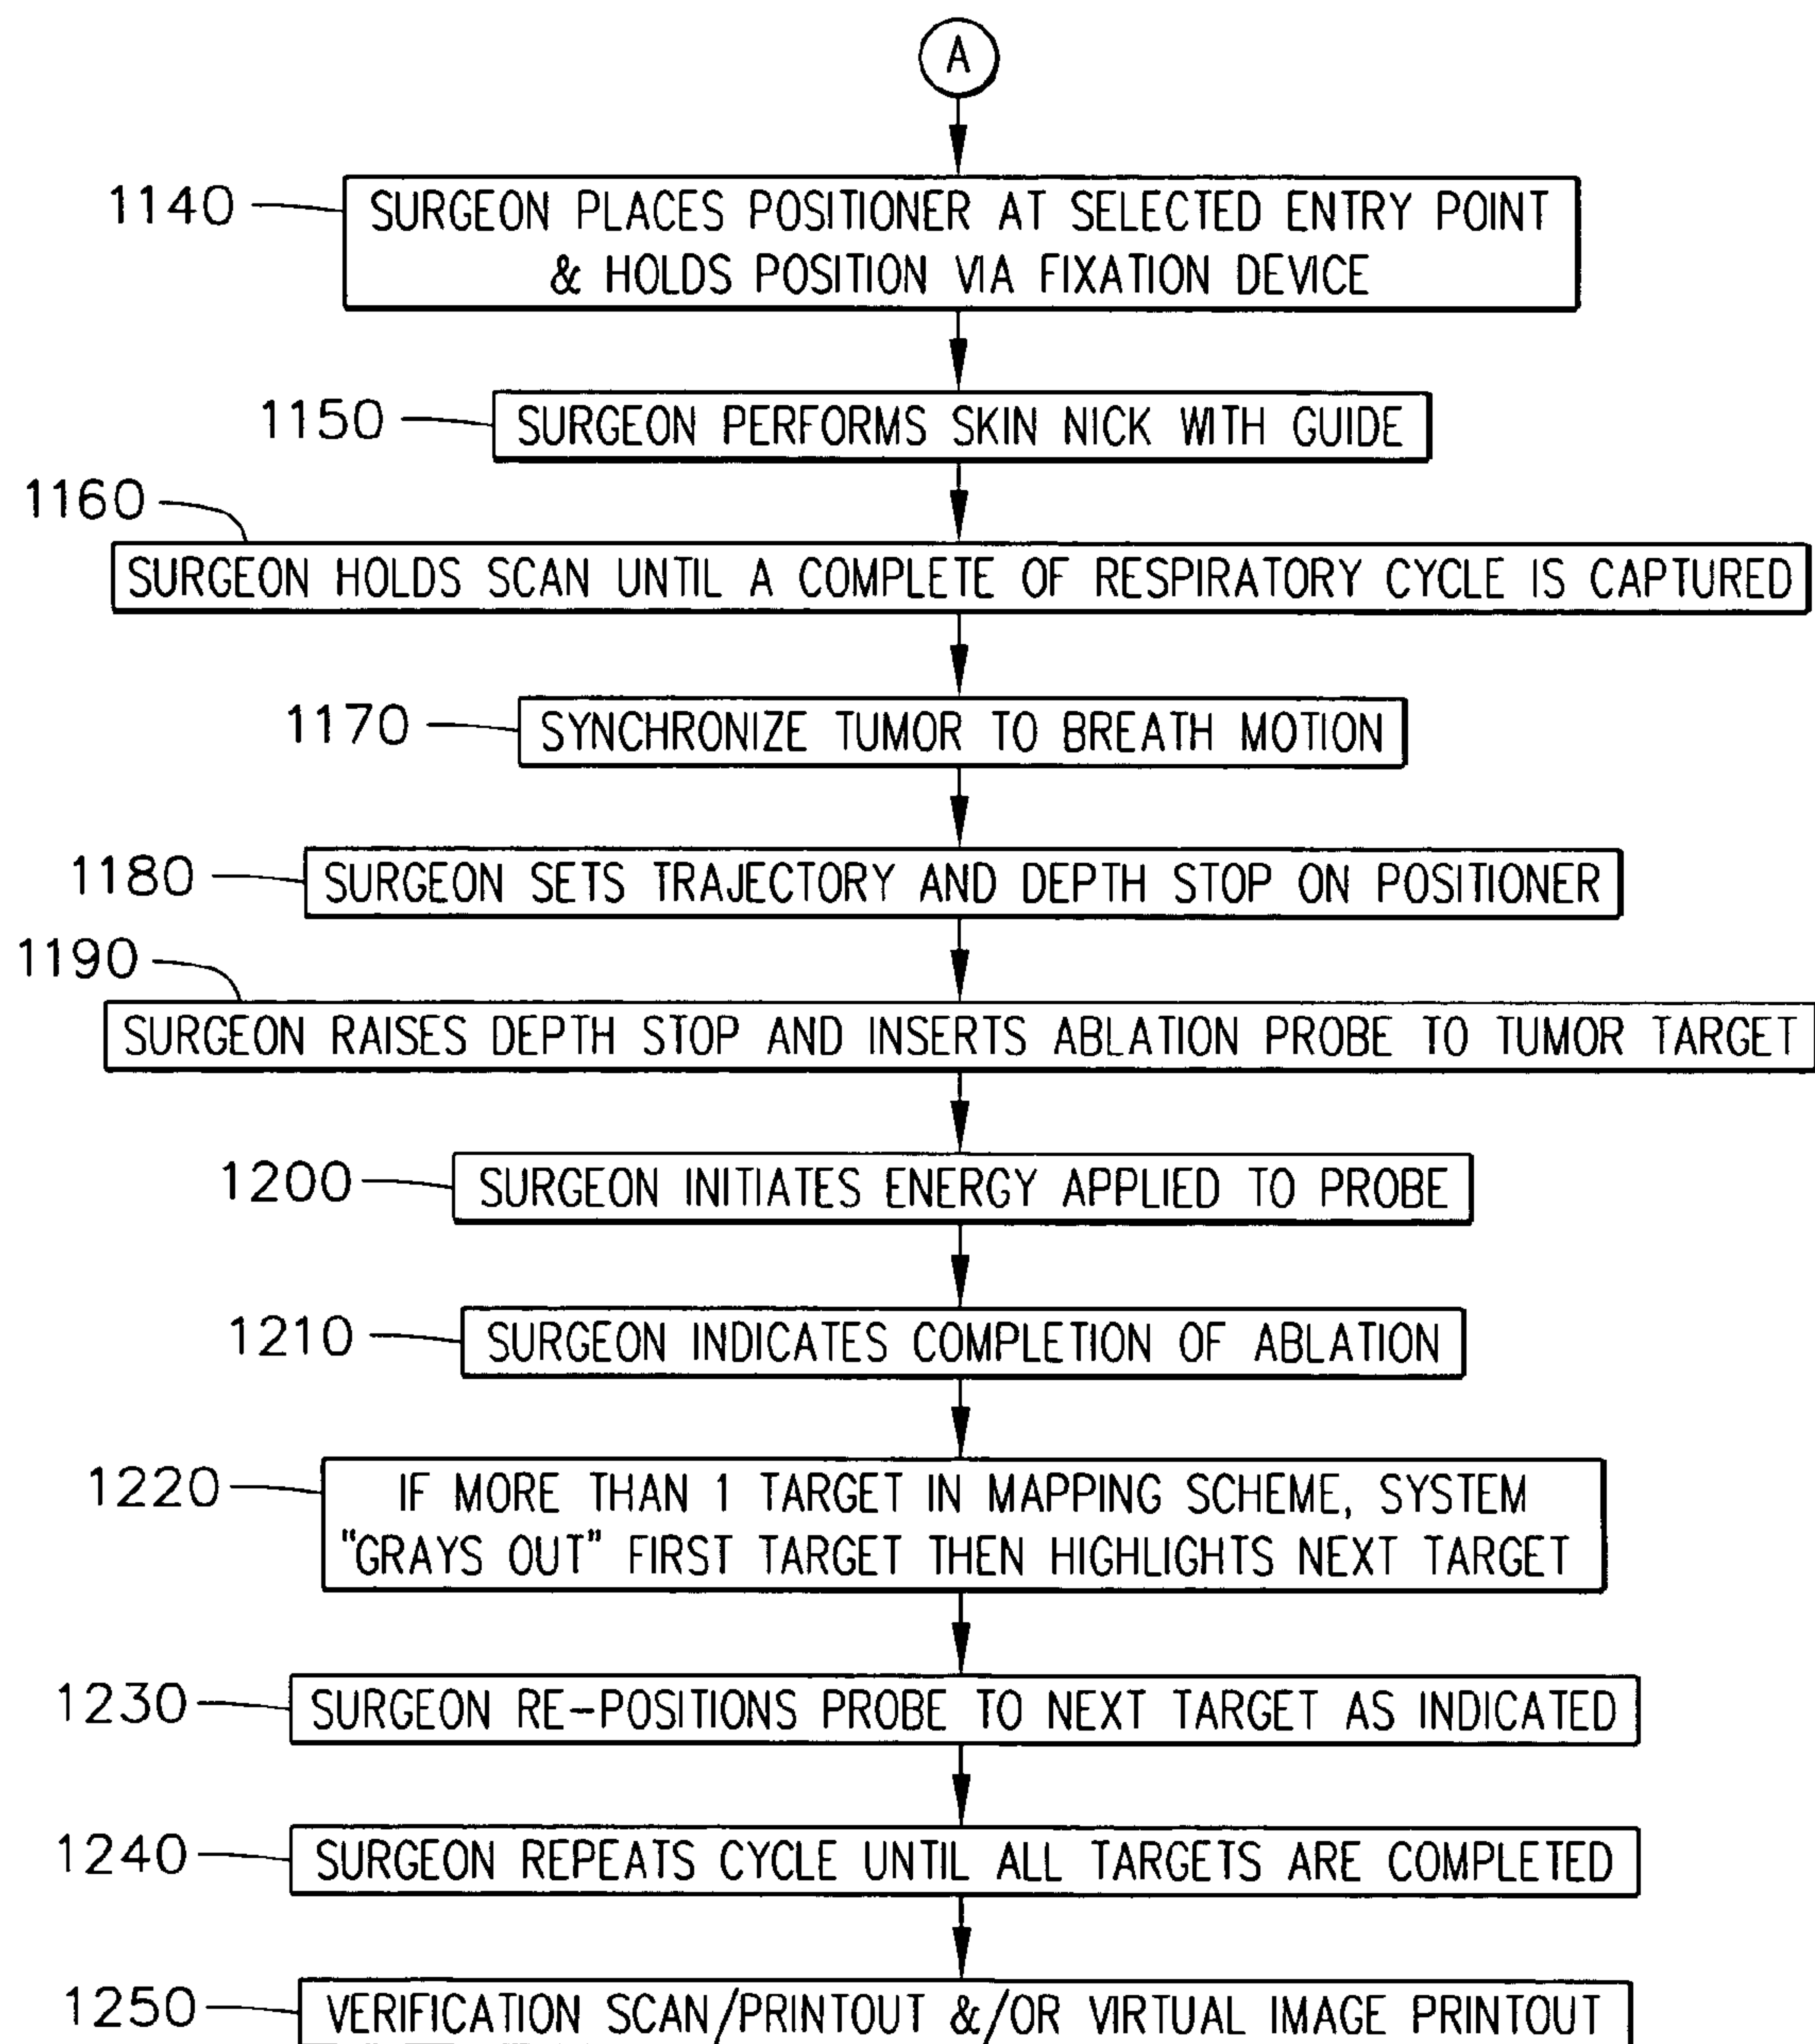 A
1140
SURGEON PLACES POSITIONER AT SELECTED ENTRY POINT
& HOLDS POSITION VIA FIXATION DEVICE
1150
SURGEON PERFORMS SKIN NICK WITH GUIDE
1160
SURGEON HOLDS SCAN UNTIL A COMPLETE OF RESPIRATORY CYCLE IS CAPTURED
1170
SYNCHRONIZE TUMOR TO BREATH MOTION
1180
SURGEON SETS TRAJECTORY AND DEPTH STOP ON POSITIONER
1190
SURGEON RAISES DEPTH STOP AND INSERTS ABLATION PROBE TO TUMOR TARGET
1200
SURGEON INITIATES ENERGY APPLIED TO PROBE
1210
SURGEON INDICATES COMPLETION OF ABLATION
1220
IF MORE THAN 1 TARGET IN MAPPING SCHEME, SYSTEM
"GRAYS OUT" FIRST TARGET THEN HIGHLIGHTS NEXT TARGET
1230
SURGEON RE-POSITIONS PROBE TO NEXT TARGET AS INDICATED
1240
SURGEON REPEATS CYCLE UNTIL ALL TARGETS ARE COMPLETED
1250
VERIFICATION SCAN/PRINTOUT &/OR VIRTUAL IMAGE PRINTOUT